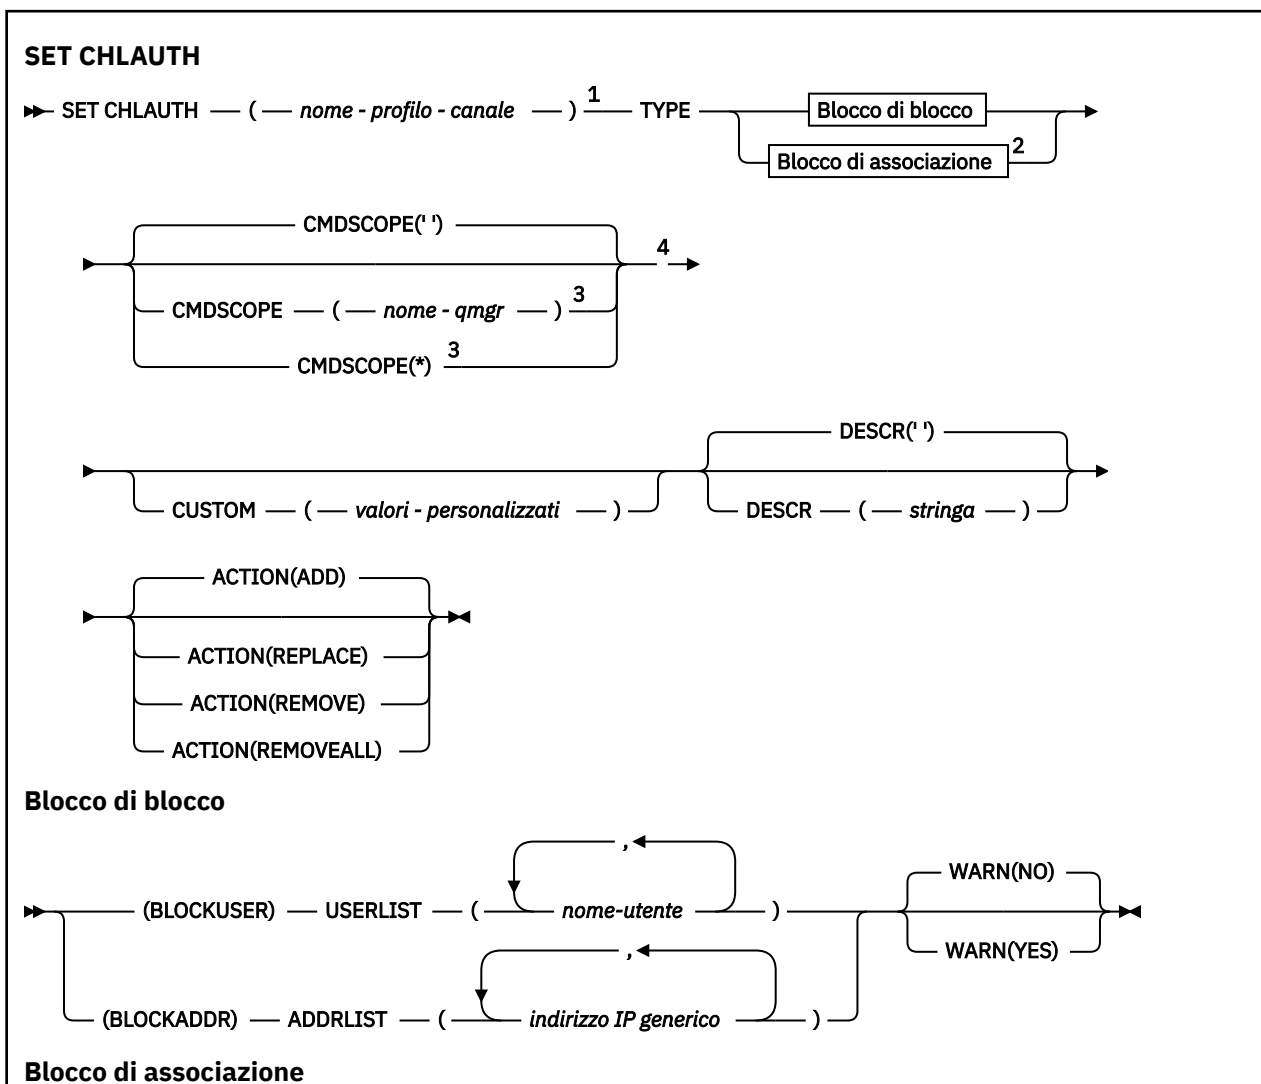 SET CHLAUTH
SET CHLAUTH ( nome - profilo - canale ) 1 TYPE Blocco di blocco
Blocco di associazione 2
CMDSCOPE(' ')
4
CMDSCOPE ( nome - qmgr ) 3
CMDSCOPE(*) 3
DESCR(' ')
CUSTOM ( valori - personalizzati ) DESCR ( stringa )
ACTION(ADD)
ACTION(REPLACE)
ACTION(REMOVE)
ACTION(REMOVEALL)
Blocco di blocco
, WARN(NO)
(BLOCKUSER) USERLIST ( nome-utente )
, WARN(YES)
(BLOCKADDR) ADDRLIST ( indirizzo IP generico )
Blocco di associazione